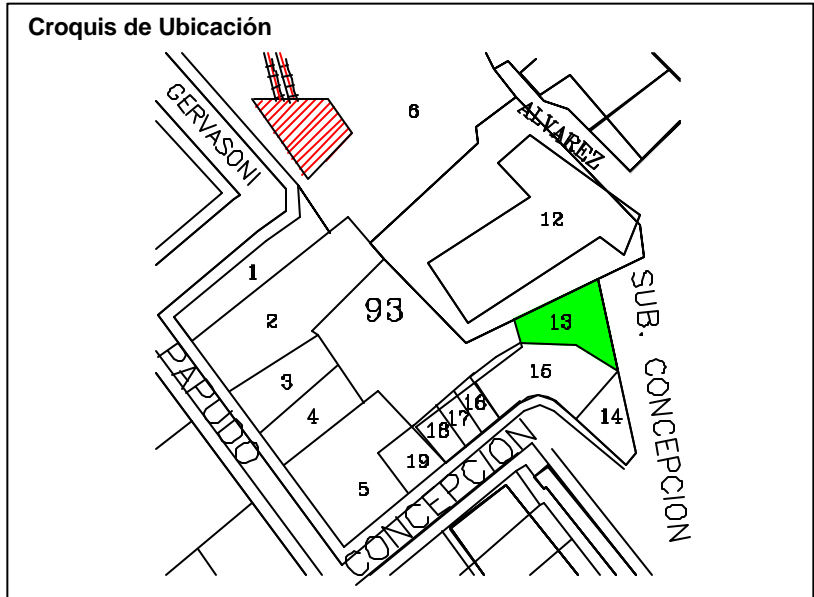 Croquis de Ubicación
GERVASONI
6
ALVAREZ
12
1
2
93
13
SUB. CONCEPCION
3
15
PAPUDO
4
16
17
18
14
19
5
CONCEPCION